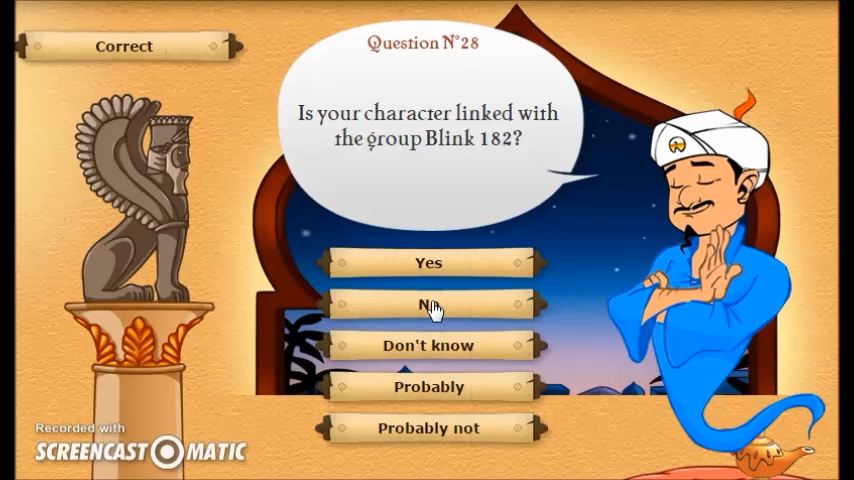 Correct
Question N°28
Is your character linked with
the group Blink 182?
Yes
Don't know
Probably
Probably not
Recorded with
SCREENCAST-O-MATIC